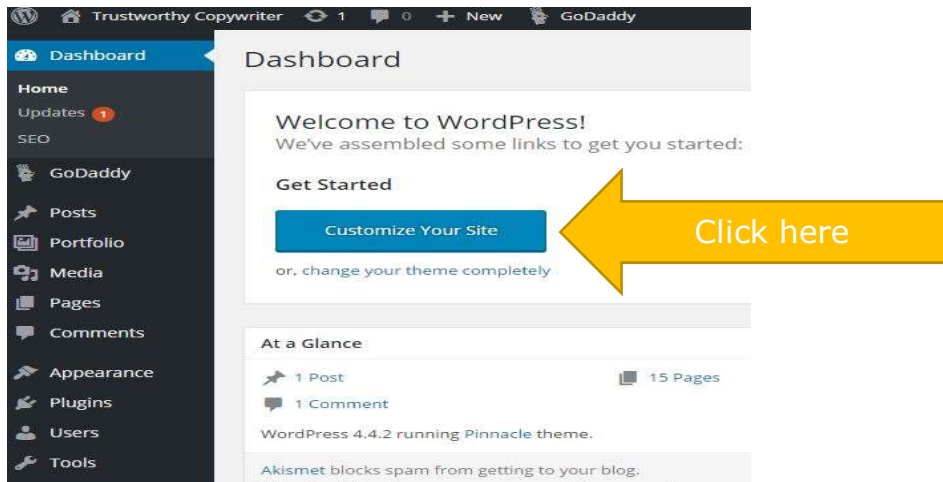 Trustworthy Copywriter 1 0 + New GoDaddy
Dashboard
Home
Updates 1
SEO
GoDaddy
Posts
Portfolio
Media
Pages
Comments
Appearance
Plugins
Users
Tools
Dashboard
Welcome to WordPress!
We've assembled some links to get you started:
Get Started
Customize Your Site
Click here
or, change your theme completely
At a Glance
1 Post
15 Pages
1 Comment
WordPress 4.4.2 running Pinnacle theme.
Akismet blocks spam from getting to your blog.